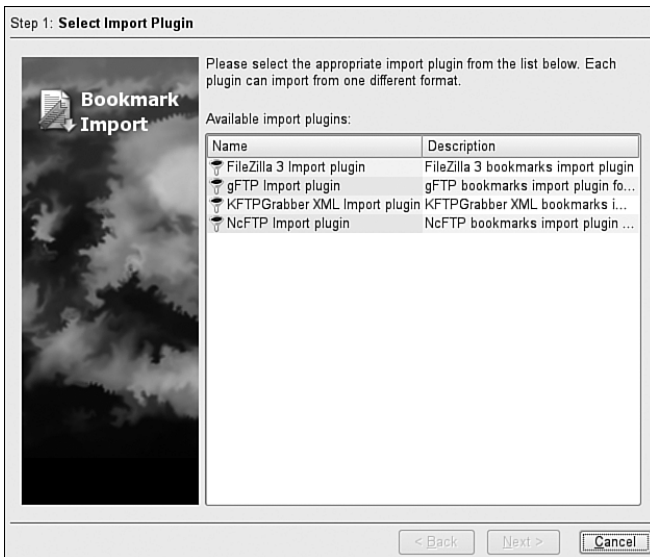 Step 1: Select Import Plugin
Bookmark
Import
Please select the appropriate import plugin from the list below. Each
plugin can import from one different format.
Available import plugins:
Name Description
FileZilla 3 Import plugin FileZilla 3 bookmarks import plugin
gFTP Import plugin gFTP bookmarks import plugin fo...
KFTPGrabber XML Import plugin KFTPGrabber XML bookmarks i...
NcFTP Import plugin NcFTP bookmarks import plugin ...
< Back Next > Cancel